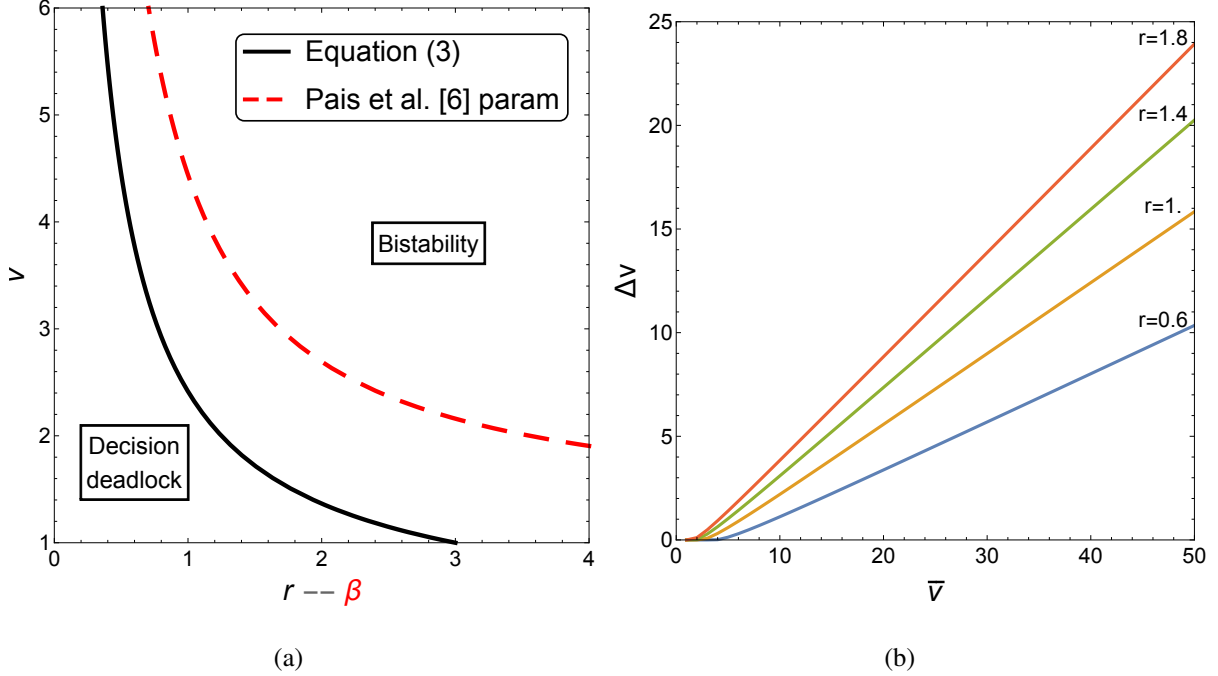 6
5
4
3
2
1
0
1
2
3
4
v
r −− β
Equation (3)
Pais et al. [6] param
Bistability
Decision
deadlock
(a)
25
20
15
10
5
0
0
10
20
30
40
50
Δv
v̅
r=1.8
r=1.4
r=1.
r=0.6
(b)